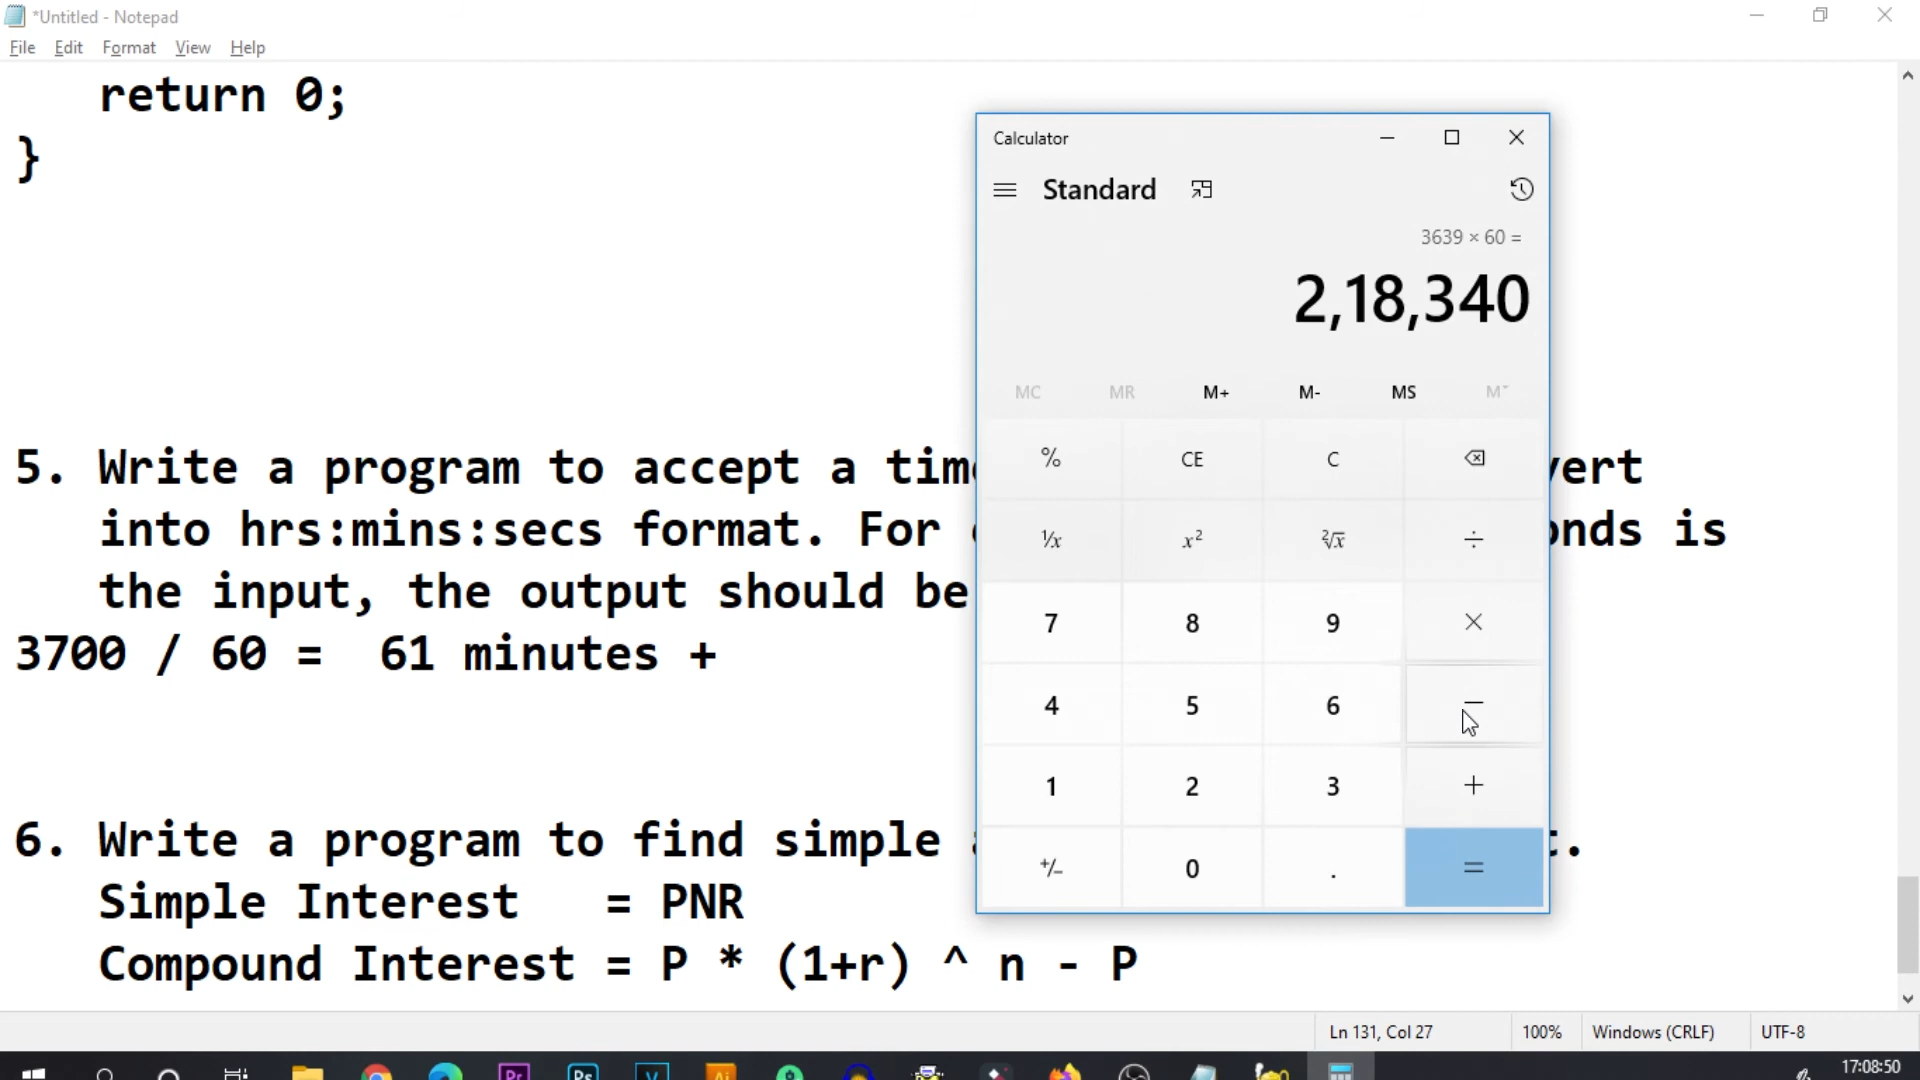 *Untitled - Notepad
File Edit Format View Help
return 0;
}
Calculator
Standard
3639 × 60 =
2,18,340
MC MR M+ M- MS M˅
% CE C
¹/x x² ²√x ÷
7 8 9 ×
4 5 6 −
1 2 3 +
+/− 0 . =
5. Write a program to accept a vert
into hrs:mins:secs format. For is
the input, the output should be
3700 / 60 = 61 minutes +
6. Write a program to find simple
Simple Interest = PNR
Compound Interest = P * (1+r) ^ n - P
Ln 131, Col 27 100% Windows (CRLF) UTF-8
Pr Ps V Ai
17:08:50